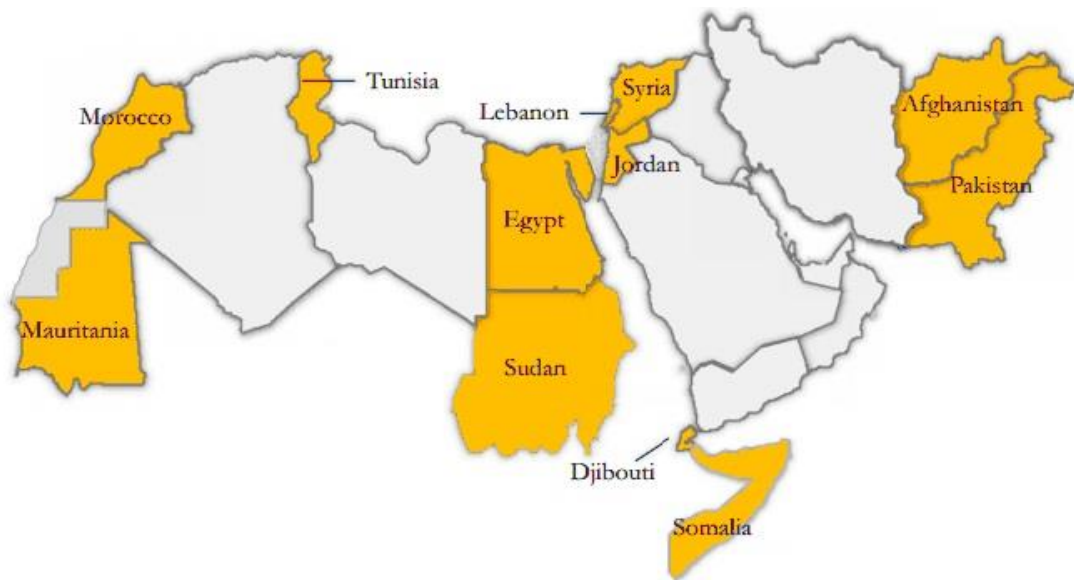 Tunisia
Syria
Morocco
Lebanon
Afghanistan
Jordan
Pakistan
Egypt
Mauritania
Sudan
Djibouti
Somalia